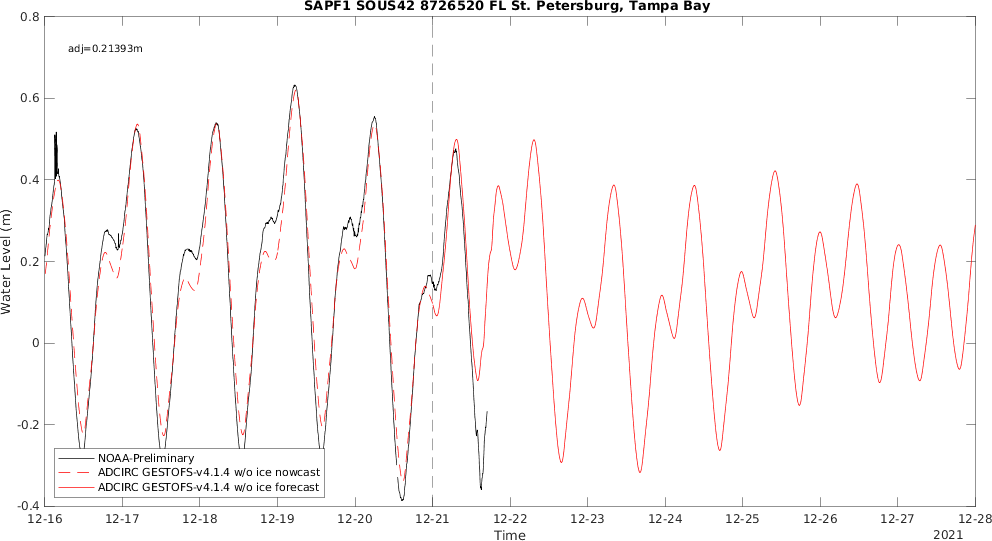 SAPF1 SOUS42 8726520 FL St. Petersburg, Tampa Bay
0.8
adj=0.21393m
0.6
0.4
0.2
0
-0.2
-0.4
Water Level (m)
NOAA-Preliminary
ADCIRC GESTOFS-v4.1.4 w/o ice nowcast
ADCIRC GESTOFS-v4.1.4 w/o ice forecast
12-16 12-17 12-18 12-19 12-20 12-21 12-22 12-23 12-24 12-25 12-26 12-27 12-28
Time
2021